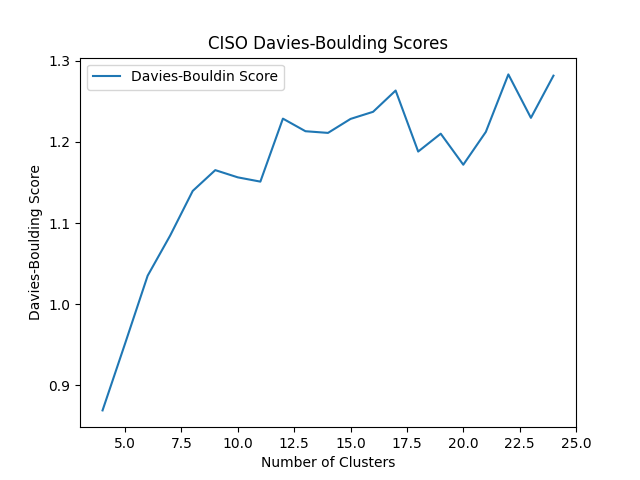 CISO Davies-Boulding Scores
Davies-Bouldin Score
1.3
1.2
1.1
1.0
0.9
Davies-Boulding Score
5.0 7.5 10.0 12.5 15.0 17.5 20.0 22.5 25.0
Number of Clusters